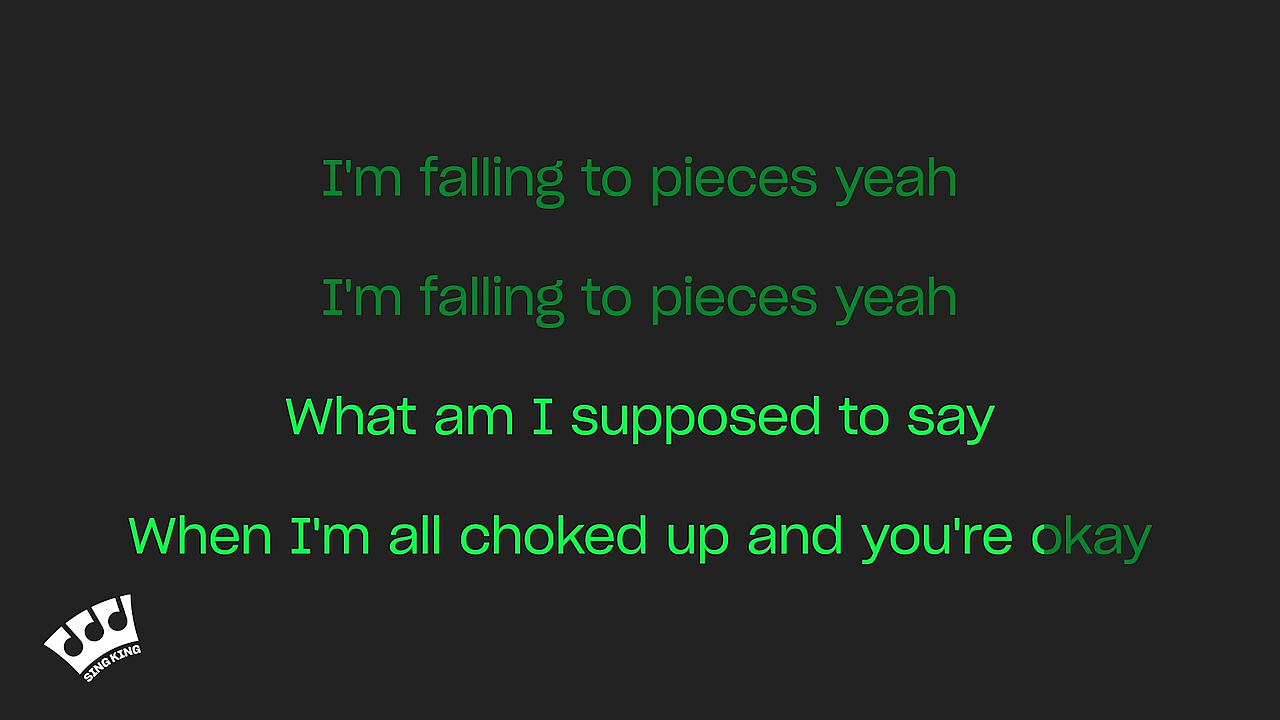 I'm falling to pieces yeah
I'm falling to pieces yeah
What am I supposed to say
When I'm all choked up and you're okay
SING KING